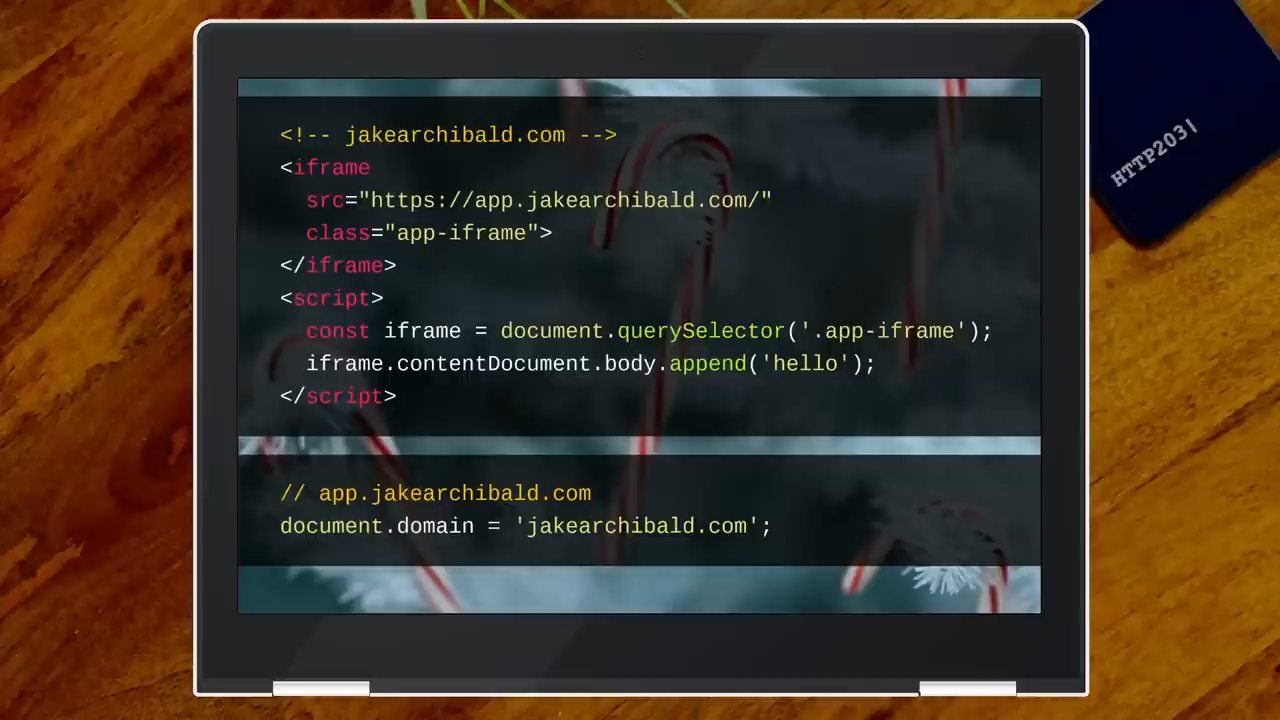 <!-- jakearchibald.com -->
<iframe
  src="https://app.jakearchibald.com/"
  class="app-iframe">
</iframe>
<script>
  const iframe = document.querySelector('.app-iframe');
  iframe.contentDocument.body.append('hello');
</script>
// app.jakearchibald.com
document.domain = 'jakearchibald.com';
HTTP203|